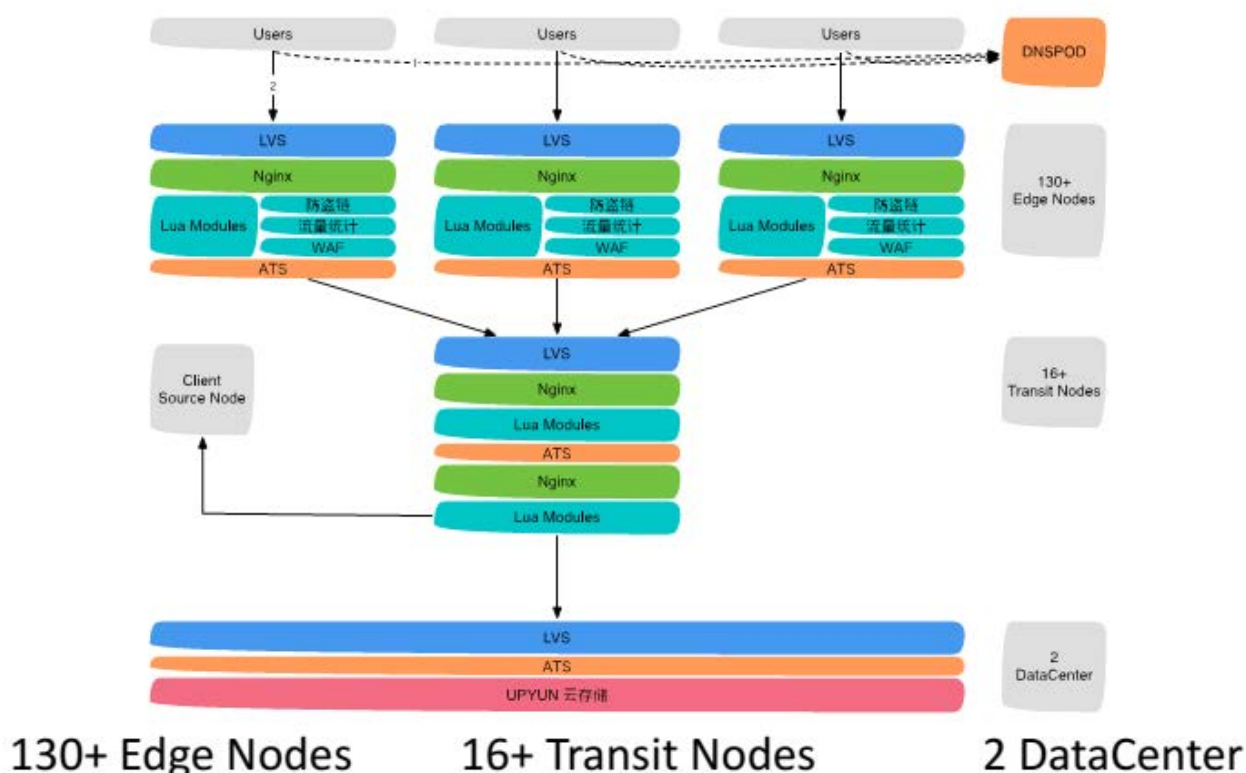 Users
Users
Users
DNSPOD
1
2
LVS
LVS
LVS
Nginx
Nginx
Nginx
130+
Edge Nodes
Lua Modules
防盗链
流量统计
WAF
Lua Modules
防盗链
流量统计
WAF
Lua Modules
防盗链
流量统计
WAF
ATS
ATS
ATS
LVS
Client
Source Node
Nginx
16+
Transit Nodes
Lua Modules
ATS
Nginx
Lua Modules
LVS
ATS
UPYUN 云存储
2
DataCenter
130+ Edge Nodes
16+ Transit Nodes
2 DataCenter